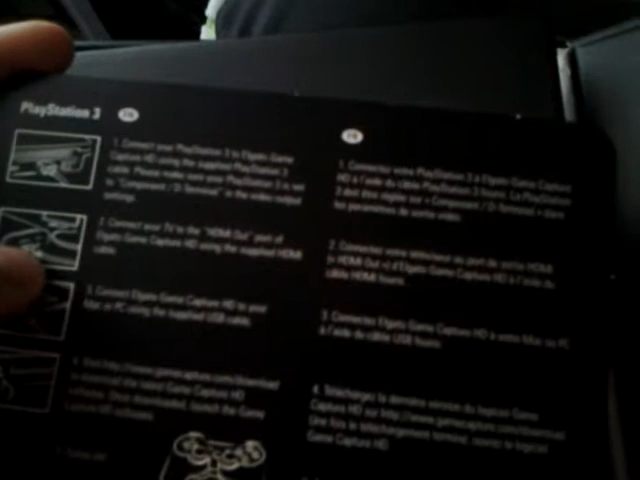 PlayStation 3
1. Connect your PlayStation 3 to Elgato Game
Capture HD using the supplied PlayStation 3
cable. Please make sure your PlayStation 3 is set
to "Component / D-Terminal" in the video output
settings.
2. Connect your TV to the "HDMI Out" port of
Elgato Game Capture HD using the supplied HDMI
cable.
3. Connect Elgato Game Capture HD to your
Mac or PC using the supplied USB cable.
4. Visit http://www.gamecapture.com/download
to download the latest Game Capture HD
software. Once downloaded, launch the Game
Capture HD software.
FR
1. Connectez votre PlayStation 3 à Elgato Game Capture
HD à l'aide du câble PlayStation 3 fourni. La PlayStation
3 doit être réglée sur « Component / D-Terminal » dans
les paramètres de sortie vidéo.
2. Connectez votre téléviseur au port de sortie HDMI
(« HDMI Out ») d'Elgato Game Capture HD à l'aide du
câble HDMI fourni.
3. Connectez Elgato Game Capture HD à votre Mac ou PC
à l'aide du câble USB fourni.
4. Téléchargez la dernière version du logiciel Game
Capture HD sur http://www.gamecapture.com/download
Une fois le téléchargement terminé, ouvrez le logiciel
Game Capture HD.